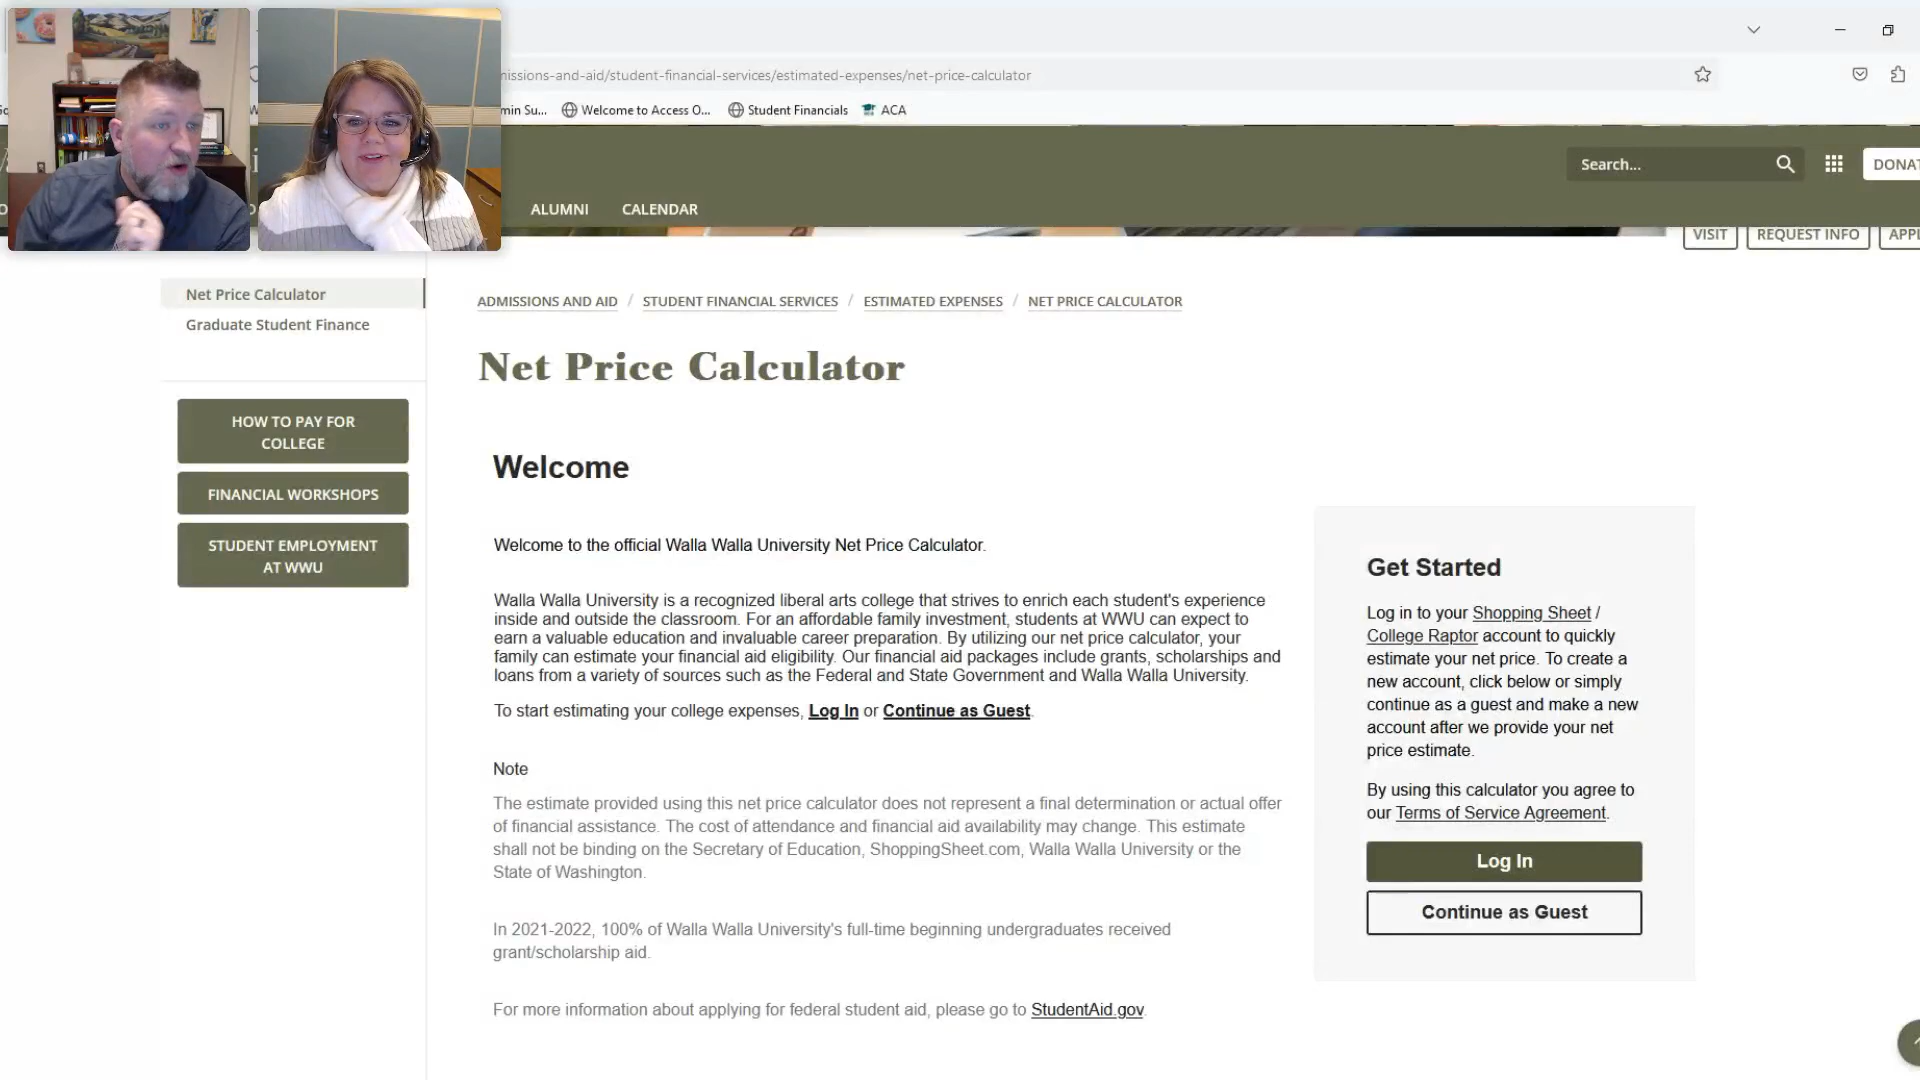 missions-and-aid/student-financial-services/estimated_expenses/net-price-calculator
min Su... Welcome to Access O... Student Financials ACA
Search... DONAT
ALUMNI CALENDAR
VISIT REQUEST INFO APPL
Net Price Calculator
Graduate Student Finance
HOW TO PAY FOR
COLLEGE
FINANCIAL WORKSHOPS
STUDENT EMPLOYMENT
AT WWU
ADMISSIONS AND AID / STUDENT FINANCIAL SERVICES / ESTIMATED EXPENSES / NET PRICE CALCULATOR
Net Price Calculator
Welcome
Welcome to the official Walla Walla University Net Price Calculator.
Walla Walla University is a recognized liberal arts college that strives to enrich each student's experience
inside and outside the classroom. For an affordable family investment, students at WWU can expect to
earn a valuable education and invaluable career preparation. By utilizing our net price calculator, your
family can estimate your financial aid eligibility. Our financial aid packages include grants, scholarships and
loans from a variety of sources such as the Federal and State Government and Walla Walla University.
To start estimating your college expenses, Log In or Continue as Guest.
Note
The estimate provided using this net price calculator does not represent a final determination or actual offer
of financial assistance. The cost of attendance and financial aid availability may change. This estimate
shall not be binding on the Secretary of Education, ShoppingSheet.com, Walla Walla University or the
State of Washington.
In 2021-2022, 100% of Walla Walla University's full-time beginning undergraduates received
grant/scholarship aid.
For more information about applying for federal student aid, please go to StudentAid.gov.
Get Started
Log in to your Shopping Sheet /
College Raptor account to quickly
estimate your net price. To create a
new account, click below or simply
continue as a guest and make a new
account after we provide your net
price estimate.
By using this calculator you agree to
our Terms of Service Agreement.
Log In
Continue as Guest